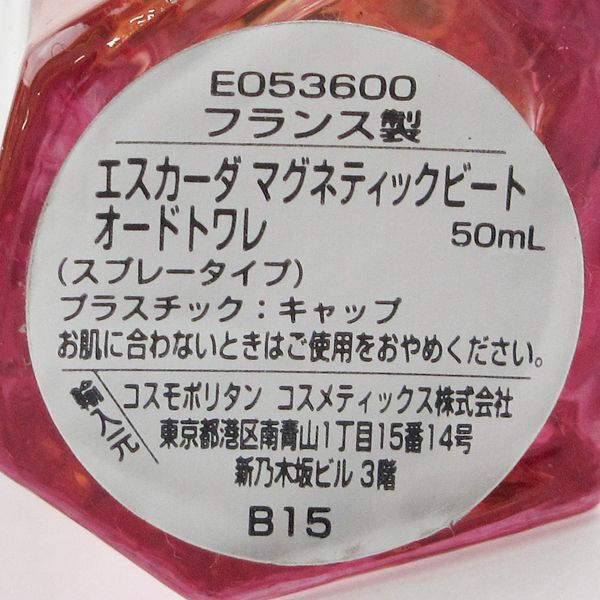 E053600
フランス製
エスカーダ マグネティックビート
オードトワレ 50mL
(スプレータイプ)
プラスチック：キャップ
お肌に合わないときはご使用をおやめください。
輸入元
コスモポリタン コスメティックス株式会社
東京都港区南青山1丁目15番14号
新乃木坂ビル 3階
B15